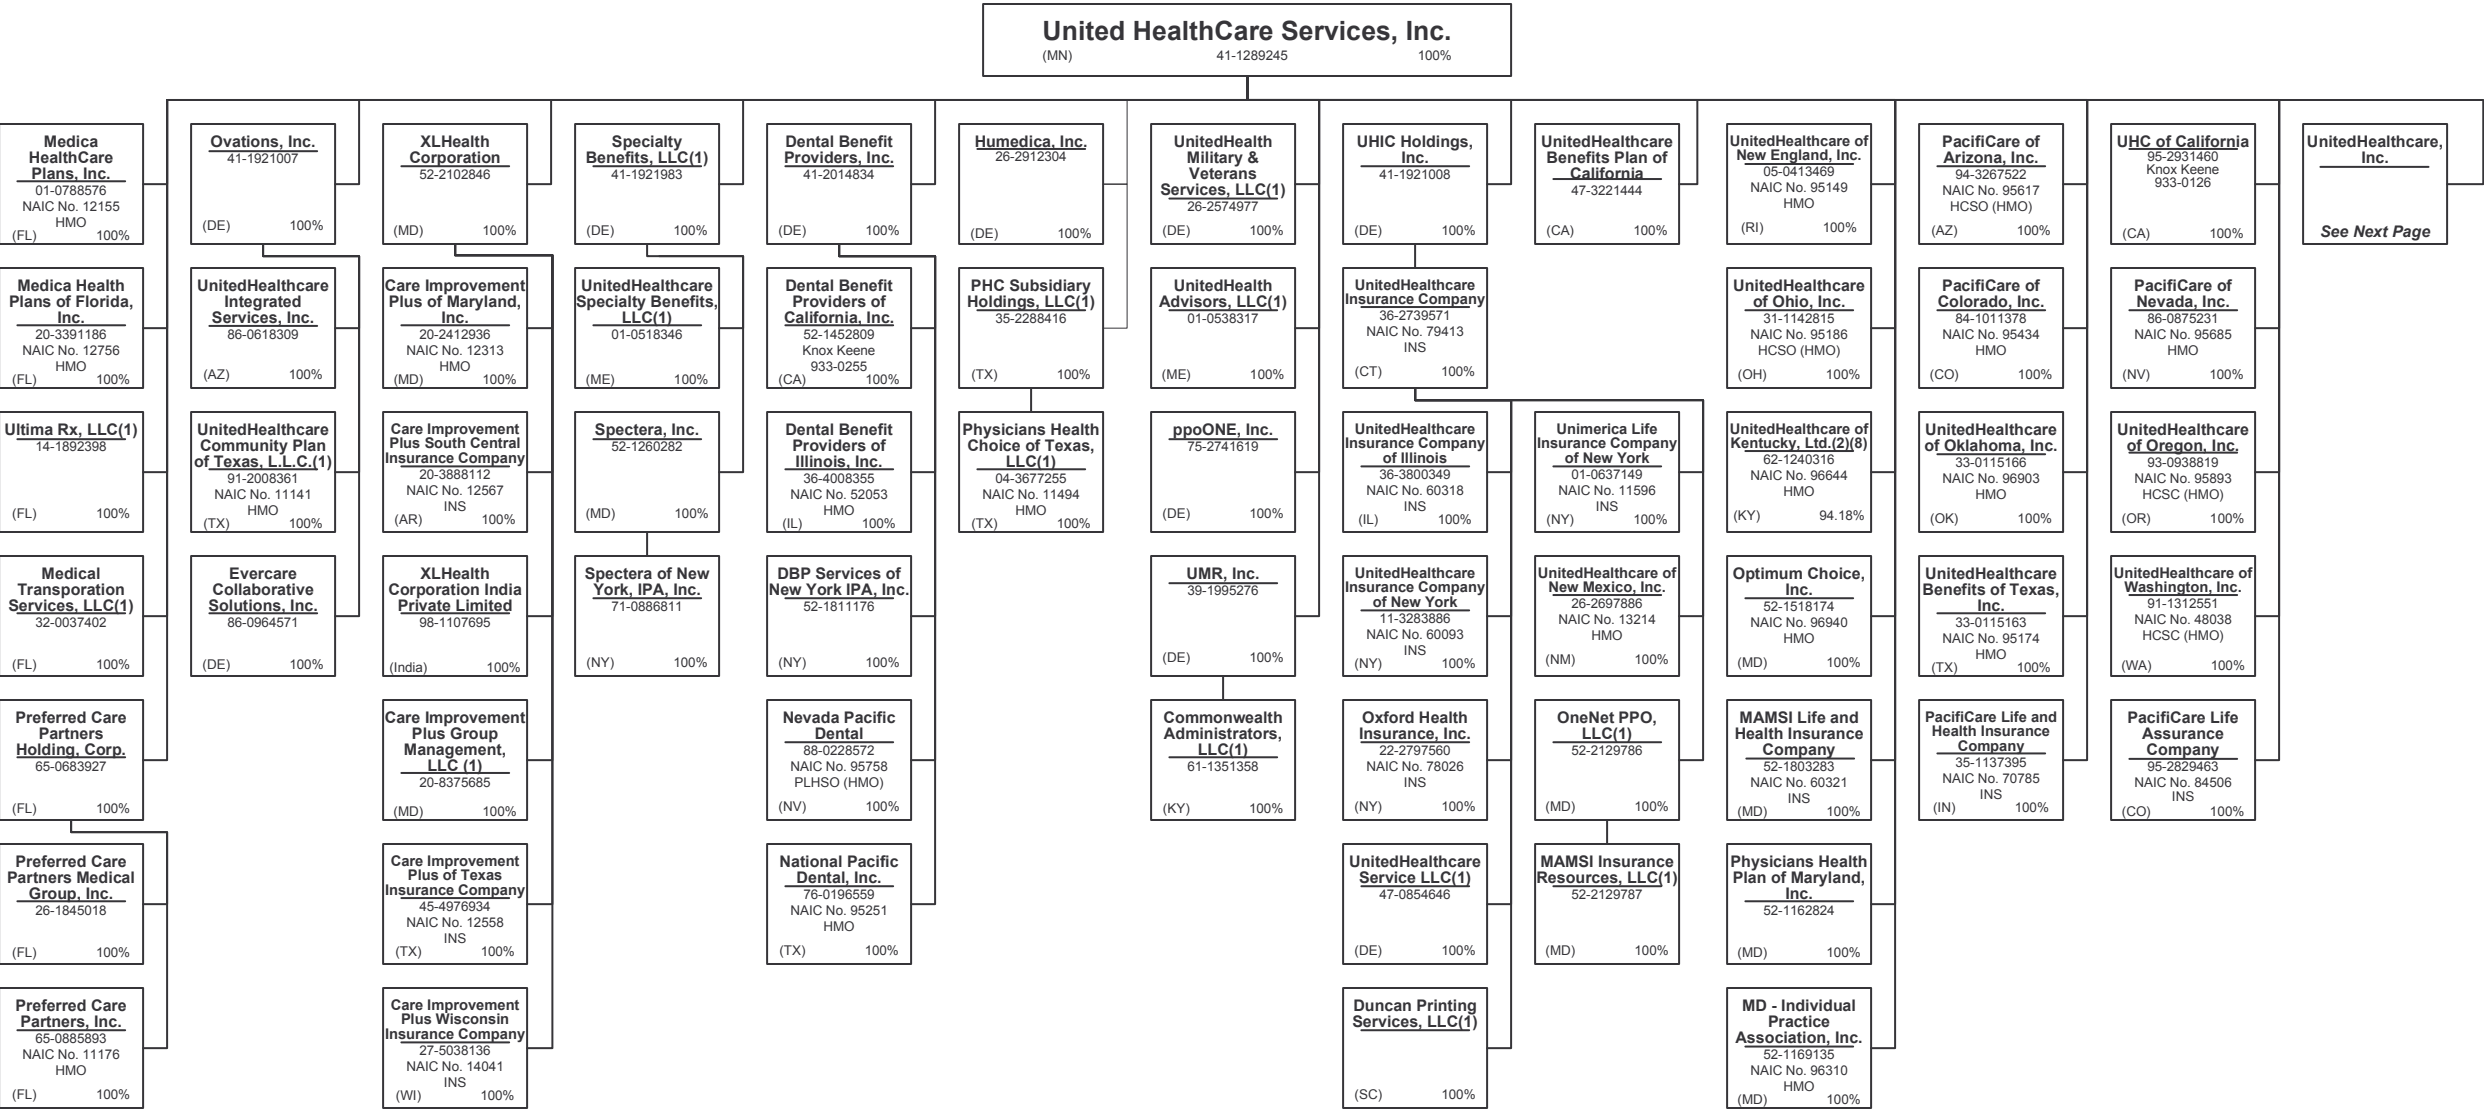 United HealthCare Services, Inc.
(MN) 41-1289245 100%
Medica
HealthCare
Plans, Inc.
01-0788576
NAIC No. 12155
HMO
(FL) 100%
Medica Health
Plans of Florida,
Inc.
20-3391186
NAIC No. 12756
HMO
(FL) 100%
Ultima Rx, LLC(1)
14-1892398
(FL) 100%
Medical
Transporation
Services, LLC(1)
32-0037402
(FL) 100%
Preferred Care
Partners
Holding, Corp.
65-0683927
(FL) 100%
Preferred Care
Partners Medical
Group, Inc.
26-1845018
(FL) 100%
Preferred Care
Partners, Inc.
65-0885893
NAIC No. 11176
HMO
(FL) 100%
Ovations, Inc.
41-1921007
(DE) 100%
UnitedHealthcare
Integrated
Services, Inc.
86-0618309
(AZ) 100%
UnitedHealthcare
Community Plan
of Texas, L.L.C.(1)
91-2008361
NAIC No. 11141
HMO
(TX) 100%
Evercare
Collaborative
Solutions, Inc.
86-0964571
(DE) 100%
XLHealth
Corporation
52-2102846
(MD) 100%
Care Improvement
Plus of Maryland,
Inc.
20-2412936
NAIC No. 12313
HMO
(MD) 100%
Care Improvement
Plus South Central
Insurance Company
20-3888112
NAIC No. 12567
INS
(AR) 100%
XLHealth
Corporation India
Private Limited
98-1107695
(India) 100%
Care Improvement
Plus Group
Management,
LLC (1)
20-8375685
(MD) 100%
Care Improvement
Plus of Texas
Insurance Company
45-4976934
NAIC No. 12558
INS
(TX) 100%
Care Improvement
Plus Wisconsin
Insurance Company
27-5038136
NAIC No. 14041
INS
(WI) 100%
Specialty
Benefits, LLC(1)
41-1921983
(DE) 100%
UnitedHealthcare
Specialty Benefits,
LLC(1)
01-0518346
(ME) 100%
Spectera, Inc.
52-1260282
(MD) 100%
Spectera of New
York, IPA, Inc.
71-0886811
(NY) 100%
Dental Benefit
Providers, Inc.
41-2014834
(DE) 100%
Dental Benefit
Providers of
California, Inc.
52-1452809
Knox Keene
933-0255
(CA) 100%
Dental Benefit
Providers of
Illinois, Inc.
36-4008355
NAIC No. 52053
HMO
(IL) 100%
DBP Services of
New York IPA, Inc.
52-1811176
(NY) 100%
Nevada Pacific
Dental
88-0228572
NAIC No. 95758
PLHSO (HMO)
(NV) 100%
National Pacific
Dental, Inc.
76-0196559
NAIC No. 95251
HMO
(TX) 100%
Humedica, Inc.
26-2912304
(DE) 100%
PHC Subsidiary
Holdings, LLC(1)
35-2288416
(TX) 100%
Physicians Health
Choice of Texas,
LLC(1)
04-3677255
NAIC No. 11494
HMO
(TX) 100%
UnitedHealth
Military &
Veterans
Services, LLC(1)
26-2574977
(DE) 100%
UnitedHealth
Advisors, LLC(1)
01-0538317
(ME) 100%
ppoONE, Inc.
75-2741619
(DE) 100%
UMR, Inc.
39-1995276
(DE) 100%
Commonwealth
Administrators,
LLC(1)
61-1351358
(KY) 100%
UHIC Holdings,
Inc.
41-1921008
(DE) 100%
UnitedHealthcare
Insurance Company
36-2739571
NAIC No. 79413
INS
(CT) 100%
UnitedHealthcare
Insurance Company
of Illinois
36-3800349
NAIC No. 60318
INS
(IL) 100%
UnitedHealthcare
Insurance Company
of New York
11-3283886
NAIC No. 60093
INS
(NY) 100%
Oxford Health
Insurance, Inc.
22-2797560
NAIC No. 78026
INS
(NY) 100%
UnitedHealthcare
Service LLC(1)
47-0854646
(DE) 100%
Duncan Printing
Services, LLC(1)
(SC) 100%
UnitedHealthcare
Benefits Plan of
California
47-3221444
(CA) 100%
Unimerica Life
Insurance Company
of New York
01-0637149
NAIC No. 11596
INS
(NY) 100%
UnitedHealthcare of
New Mexico, Inc.
26-2697886
NAIC No. 13214
HMO
(NM) 100%
OneNet PPO,
LLC(1)
52-2129786
(MD) 100%
MAMSI Insurance
Resources, LLC(1)
52-2129787
(MD) 100%
UnitedHealthcare of
New England, Inc.
05-0413469
NAIC No. 95149
HMO
(RI) 100%
UnitedHealthcare
of Ohio, Inc.
31-1142815
NAIC No. 95186
HCSO (HMO)
(OH) 100%
UnitedHealthcare of
Kentucky, Ltd.(2)(8)
62-1240316
NAIC No. 96644
HMO
(KY) 94.18%
Optimum Choice,
Inc.
52-1518174
NAIC No. 96940
HMO
(MD) 100%
MAMSI Life and
Health Insurance
Company
52-1803283
NAIC No. 60321
INS
(MD) 100%
Physicians Health
Plan of Maryland,
Inc.
52-1162824
(MD) 100%
MD - Individual
Practice
Association, Inc.
52-1169135
NAIC No. 96310
HMO
(MD) 100%
PacifiCare of
Arizona, Inc.
94-3267522
NAIC No. 95617
HCSO (HMO)
(AZ) 100%
PacifiCare of
Colorado, Inc.
84-1011378
NAIC No. 95434
HMO
(CO) 100%
UnitedHealthcare
of Oklahoma, Inc.
33-0115166
NAIC No. 96903
HMO
(OK) 100%
UnitedHealthcare
Benefits of Texas,
Inc.
33-0115163
NAIC No. 95174
HMO
(TX) 100%
PacifiCare Life and
Health Insurance
Company
35-1137395
NAIC No. 70785
INS
(IN) 100%
UHC of California
95-2931460
Knox Keene
933-0126
(CA) 100%
PacifiCare of
Nevada, Inc.
86-0875231
NAIC No. 95685
HMO
(NV) 100%
UnitedHealthcare
of Oregon, Inc.
93-0938819
NAIC No. 95893
HCSC (HMO)
(OR) 100%
UnitedHealthcare of
Washington, Inc.
91-1312551
NAIC No. 48038
HCSC (HMO)
(WA) 100%
PacifiCare Life
Assurance
Company
95-2829463
NAIC No. 84506
INS
(CO) 100%
UnitedHealthcare,
Inc.
See Next Page